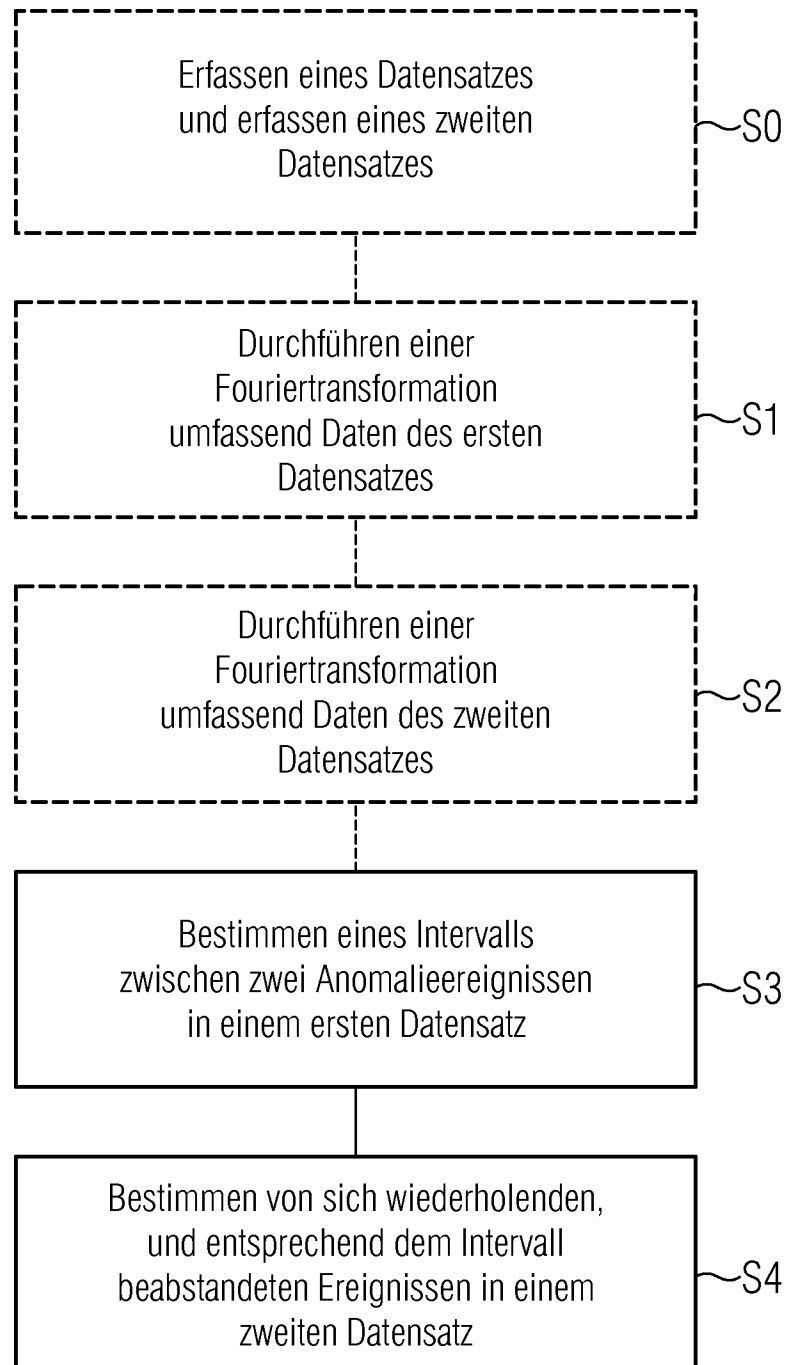 Erfassen eines Datensatzes
und erfassen eines zweiten
Datensatzes
S0
Durchführen einer
Fouriertransformation
umfassend Daten des ersten
Datensatzes
S1
Durchführen einer
Fouriertransformation
umfassend Daten des zweiten
Datensatzes
S2
Bestimmen eines Intervalls
zwischen zwei Anomalieereignissen
in einem ersten Datensatz
S3
Bestimmen von sich wiederholenden,
und entsprechend dem Intervall
beabstandeten Ereignissen in einem
zweiten Datensatz
S4